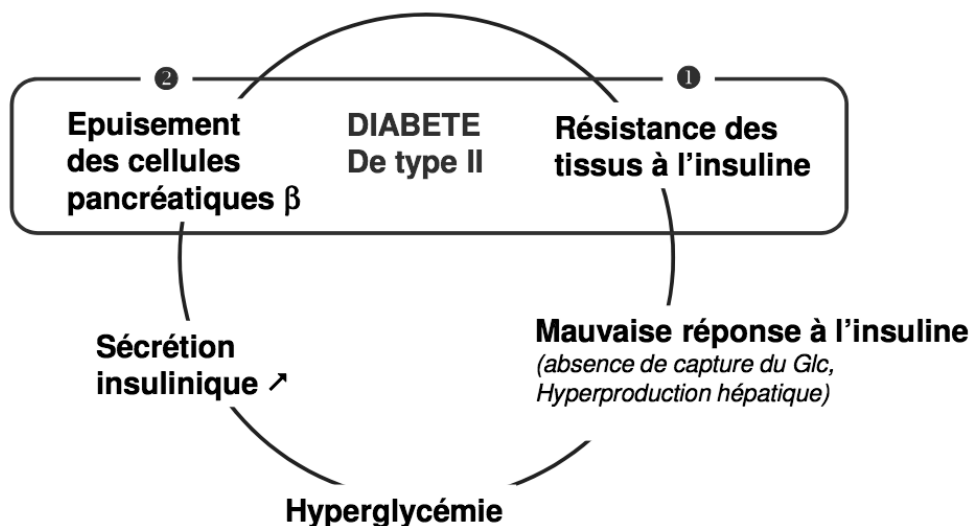 ❷
❶
Epuisement
des cellules
pancréatiques β
DIABETE
De type II
Résistance des
tissus à l’insuline
Mauvaise réponse à l’insuline
(absence de capture du Glc,
Hyperproduction hépatique)
Sécrétion
insulinique ↗
Hyperglycémie